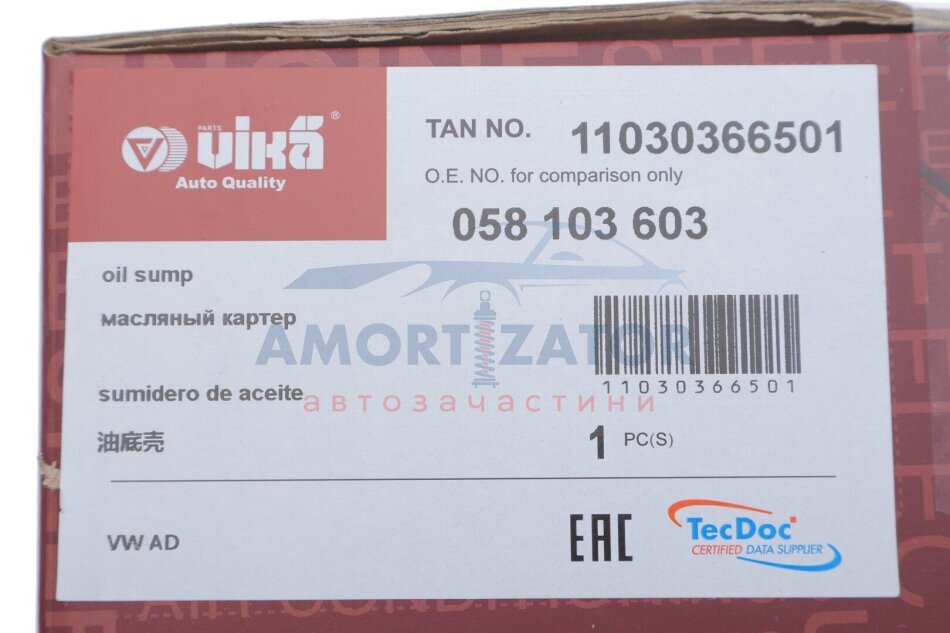 PARTS
vika ®
Auto Quality
TAN NO. 11030366501
O.E. NO. for comparison only
058 103 603
oil sump
масляный картер
AMORTIZATOR
11030366501
sumidero de aceite
автозачастини
油底壳
1 PC(S)
VW AD
EAC
TecDoc
CERTIFIED DATA SUPPLIER